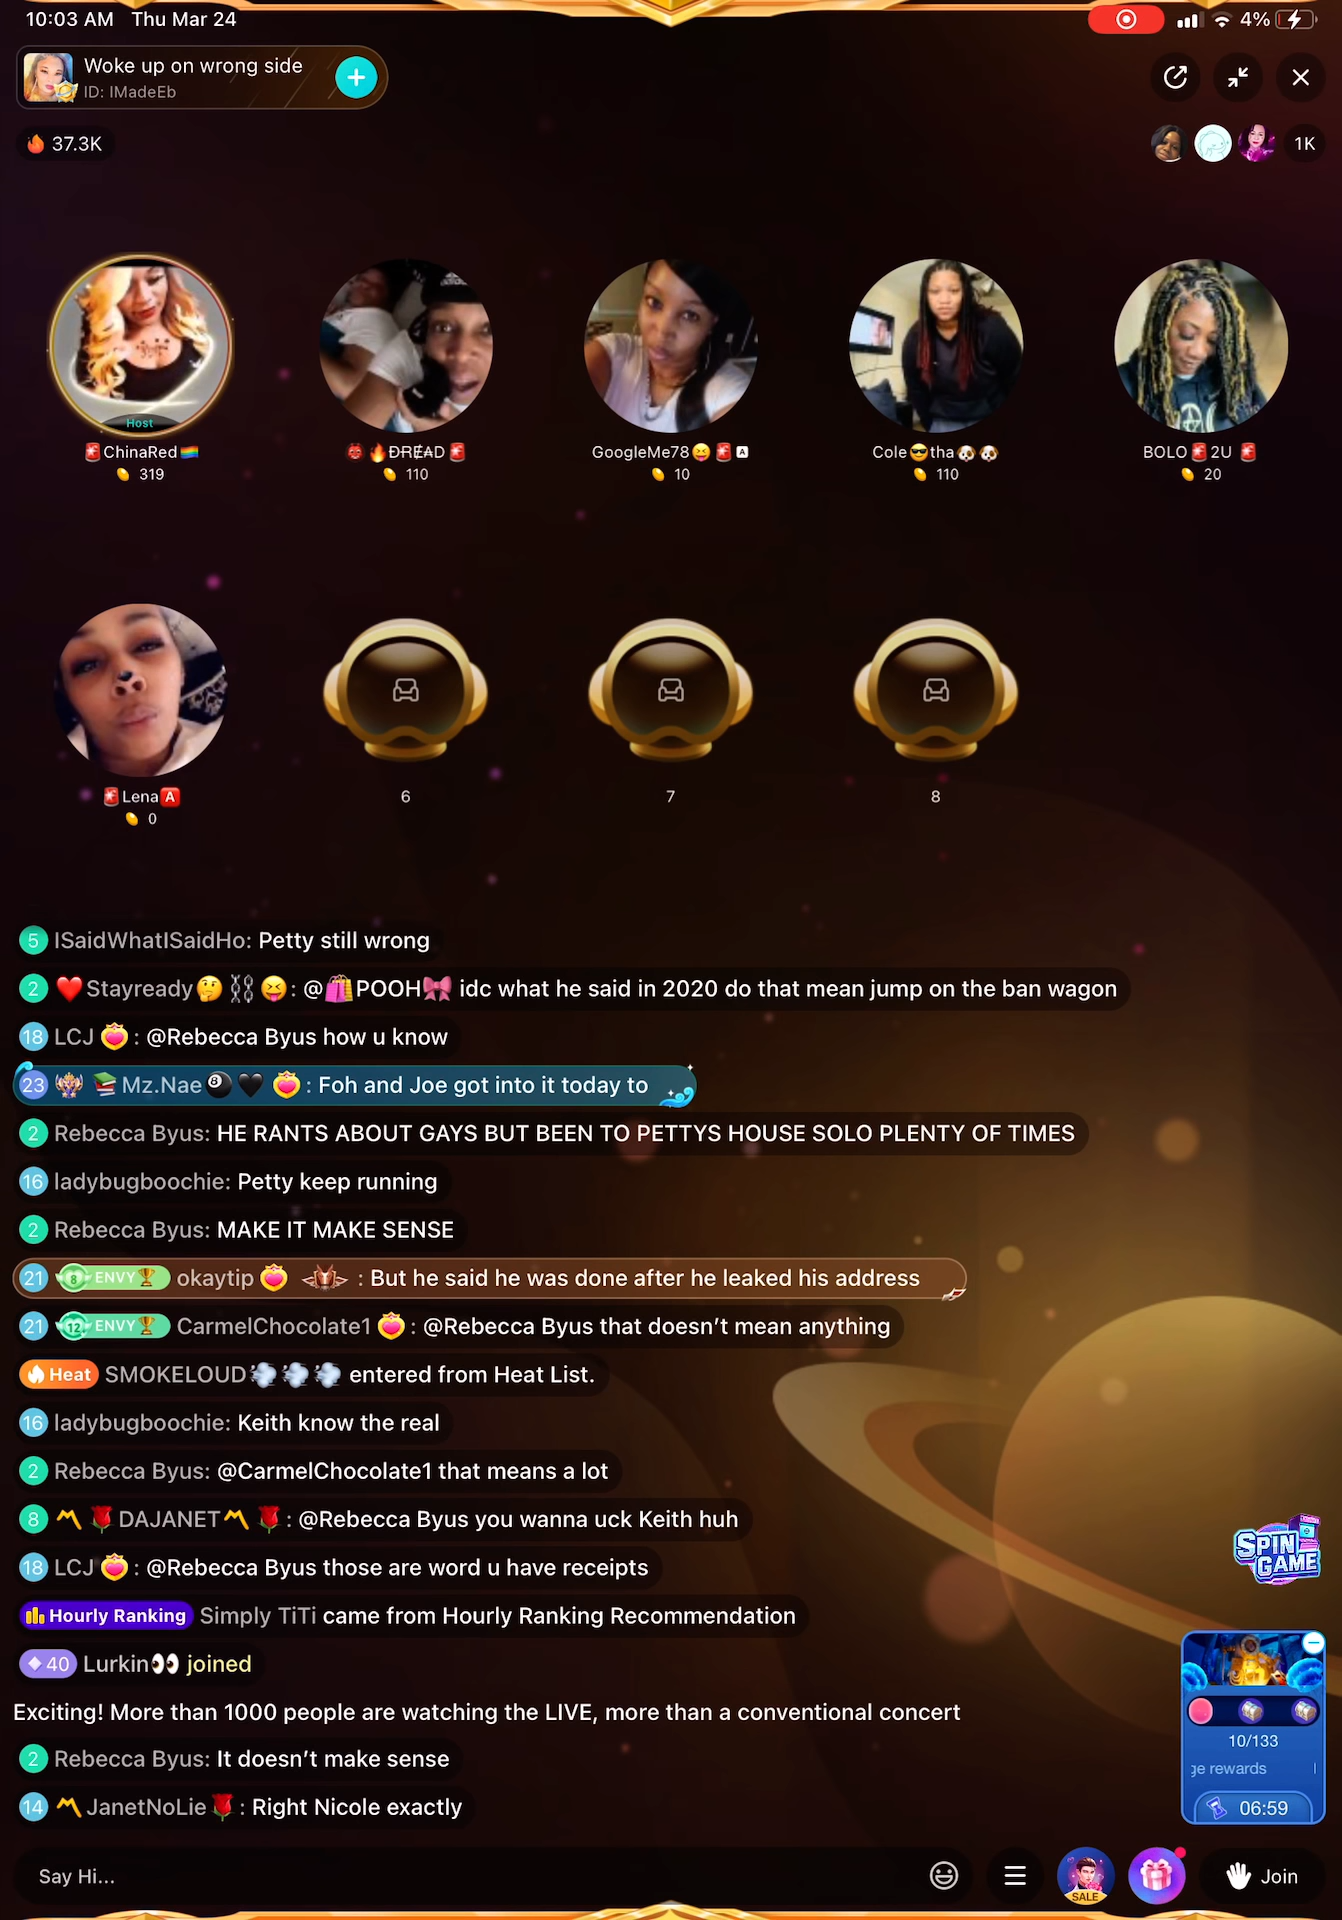 10:03 AM Thu Mar 24
4%
Woke up on wrong side
ID: IMadeEb
37.3K
1K
Host
🚨ChinaRed🏳️‍🌈
319
👹🔥DREAD🚨
110
GoogleMe78😝🚨🅰
10
Cole😎tha🐶🐶
110
BOLO🚨2U🚨
20
🚨Lena🅰️
0
6
7
8
5 ISaidWhatISaidHo: Petty still wrong
2 ❤️Stayready🤔⛓️😝: @🛍️POOH🎀 idc what he said in 2020 do that mean jump on the ban wagon
18 LCJ : @Rebecca Byus how u know
23 📚Mz.Nae🎱🖤 : Foh and Joe got into it today to
2 Rebecca Byus: HE RANTS ABOUT GAYS BUT BEEN TO PETTYS HOUSE SOLO PLENTY OF TIMES
16 ladybugboochie: Petty keep running
2 Rebecca Byus: MAKE IT MAKE SENSE
21 8 ENVY🏆 okaytip : But he said he was done after he leaked his address
21 12 ENVY🏆 CarmelChocolate1 : @Rebecca Byus that doesn’t mean anything
Heat SMOKELOUD💨💨💨 entered from Heat List.
16 ladybugboochie: Keith know the real
2 Rebecca Byus: @CarmelChocolate1 that means a lot
8 〽️🌹DAJANET〽️🌹: @Rebecca Byus you wanna uck Keith huh
18 LCJ : @Rebecca Byus those are word u have receipts
Hourly Ranking Simply TiTi came from Hourly Ranking Recommendation
40 Lurkin👀 joined
Exciting! More than 1000 people are watching the LIVE, more than a conventional concert
2 Rebecca Byus: It doesn’t make sense
14 〽️JanetNoLie🌹: Right Nicole exactly
SPIN
GAME
10/133
ge rewards
06:59
Say Hi...
SALE
Join